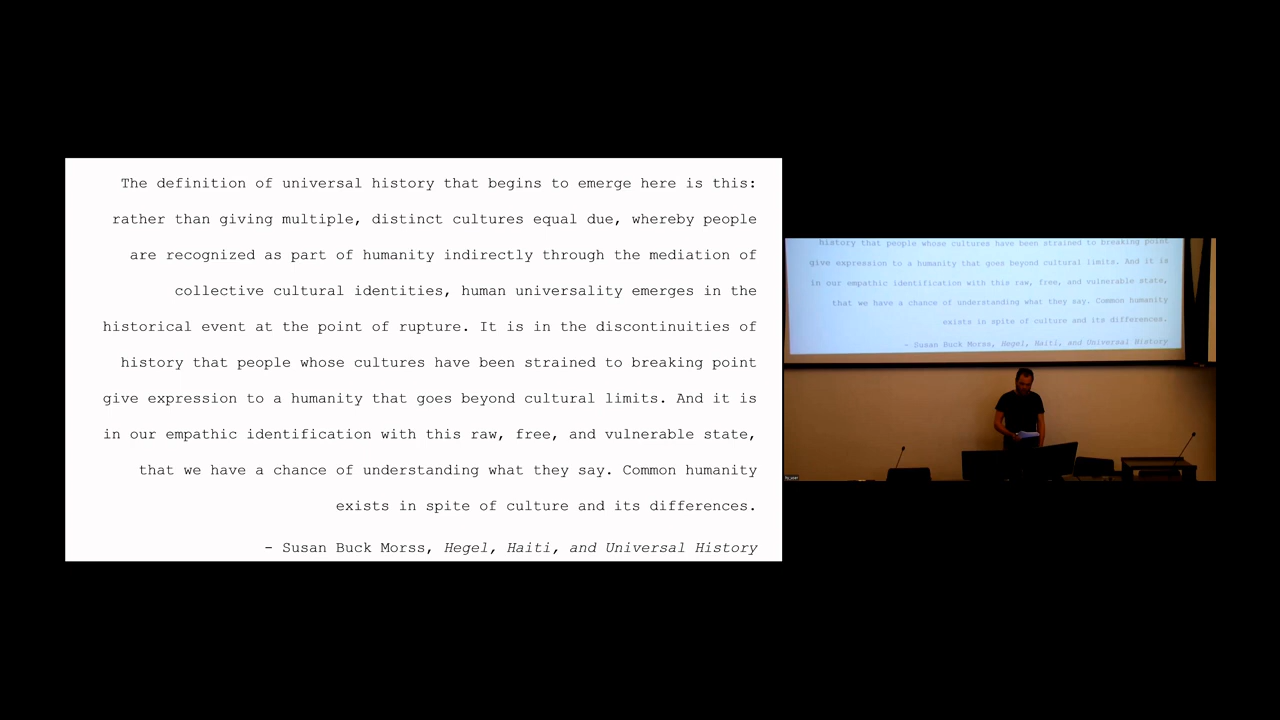 The definition of universal history that begins to emerge here is this:
rather than giving multiple, distinct cultures equal due, whereby people
are recognized as part of humanity indirectly through the mediation of
collective cultural identities, human universality emerges in the
historical event at the point of rupture. It is in the discontinuities of
history that people whose cultures have been strained to breaking point
give expression to a humanity that goes beyond cultural limits. And it is
in our empathic identification with this raw, free, and vulnerable state,
that we have a chance of understanding what they say. Common humanity
exists in spite of culture and its differences.
- Susan Buck Morss, Hegel, Haiti, and Universal History
history that people whose cultures have been strained to breaking point
give expression to a humanity that goes beyond cultural limits. And it is
in our empathic identification with this raw, free, and vulnerable state,
that we have a chance of understanding what they say. Common humanity
exists in spite of culture and its differences.
- Susan Buck Morss, Hegel, Haiti, and Universal History